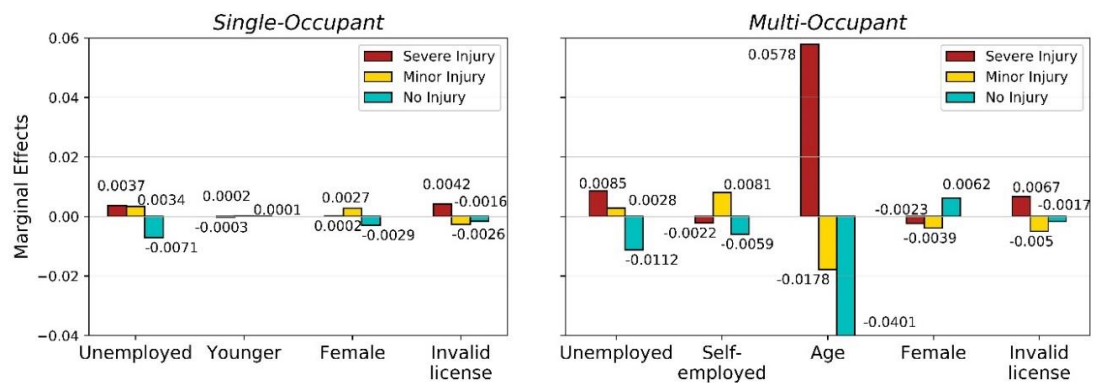 Single-Occupant
Marginal Effects
0.06
0.04
0.02
0.00
−0.02
−0.04
Severe Injury
Minor Injury
No Injury
0.0037
0.0034
-0.0071
0.0002
0.0001
-0.0003
0.0027
0.0002
-0.0029
0.0042
-0.0016
-0.0026
Unemployed
Younger
Female
Invalid
license
Multi-Occupant
Severe Injury
Minor Injury
No Injury
0.0085
0.0028
-0.0112
0.0081
-0.0022
-0.0059
0.0578
-0.0178
-0.0401
0.0062
-0.0023
-0.0039
0.0067
-0.0017
-0.005
Unemployed
Self-
employed
Age
Female
Invalid
license